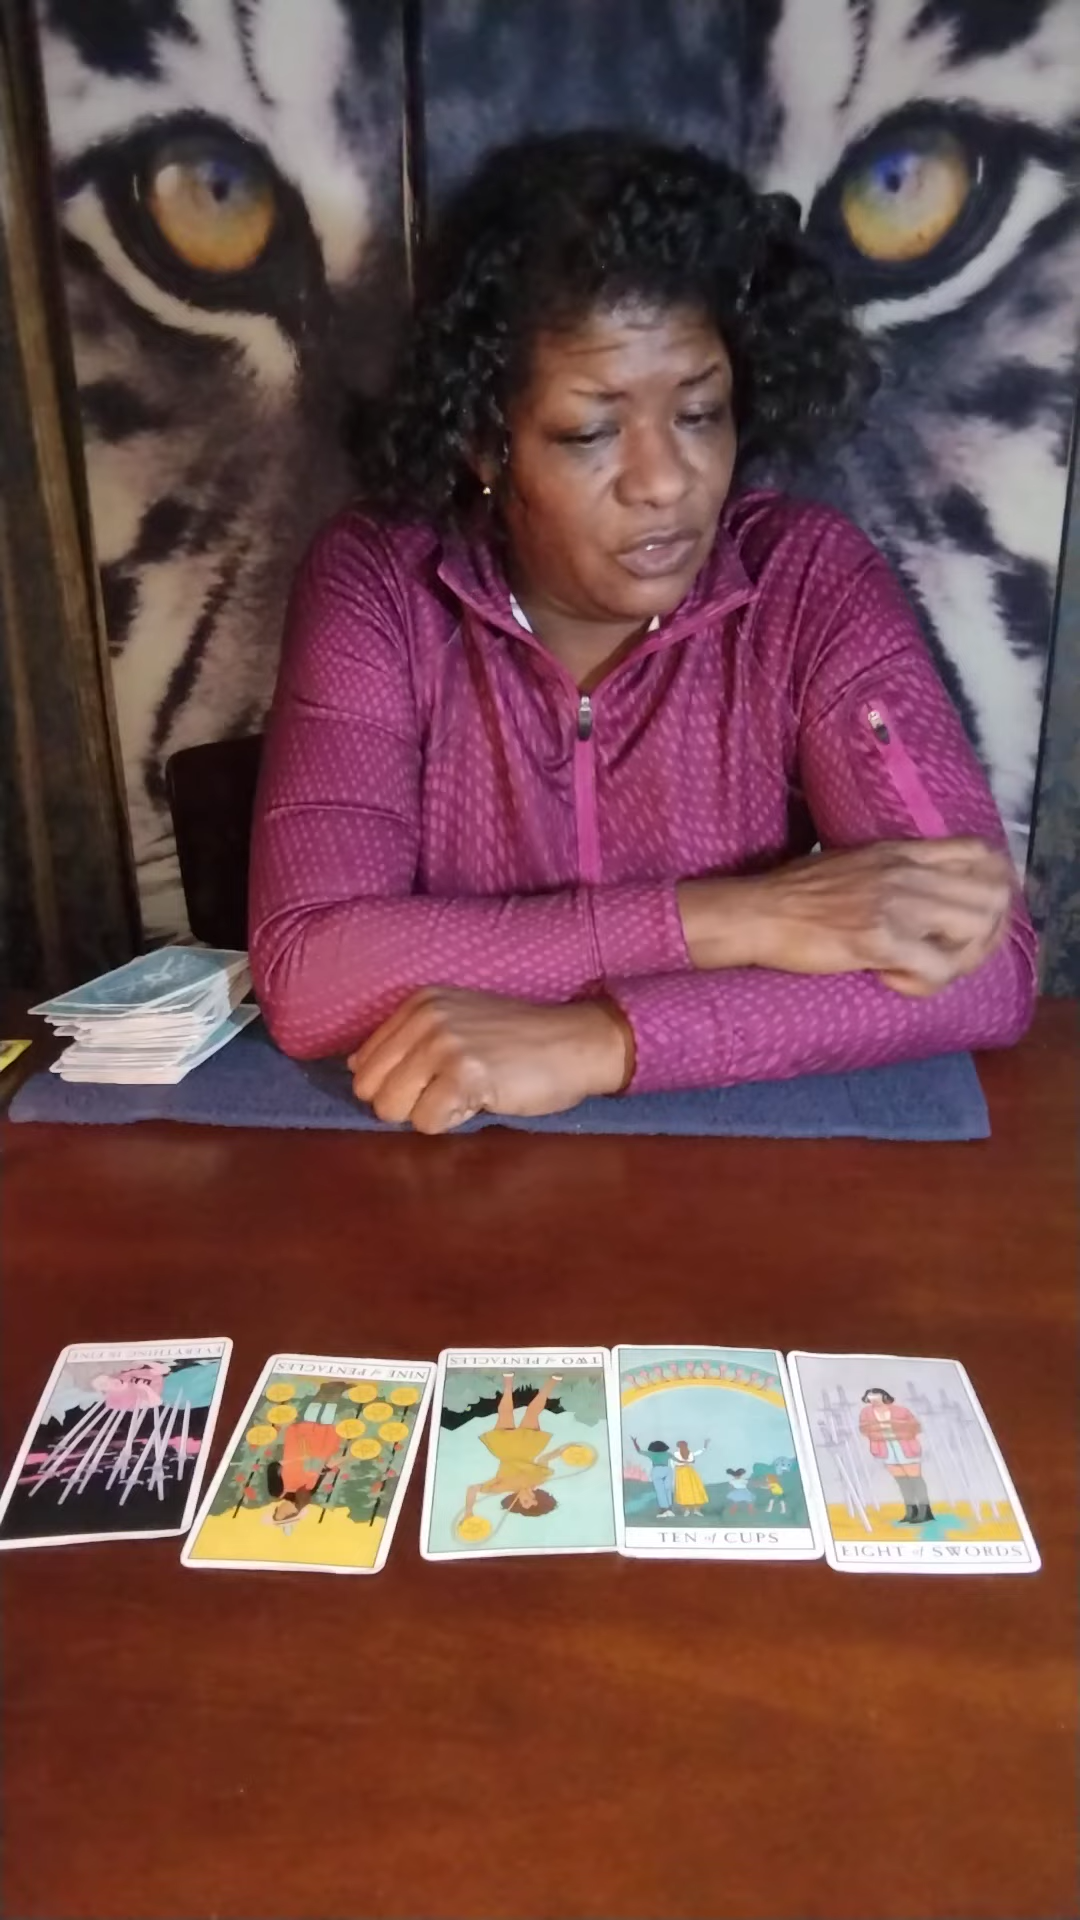 EVERYTHING IS FINE
NINE of PENTACLES
TWO of PENTACLES
TEN of CUPS
EIGHT of SWORDS